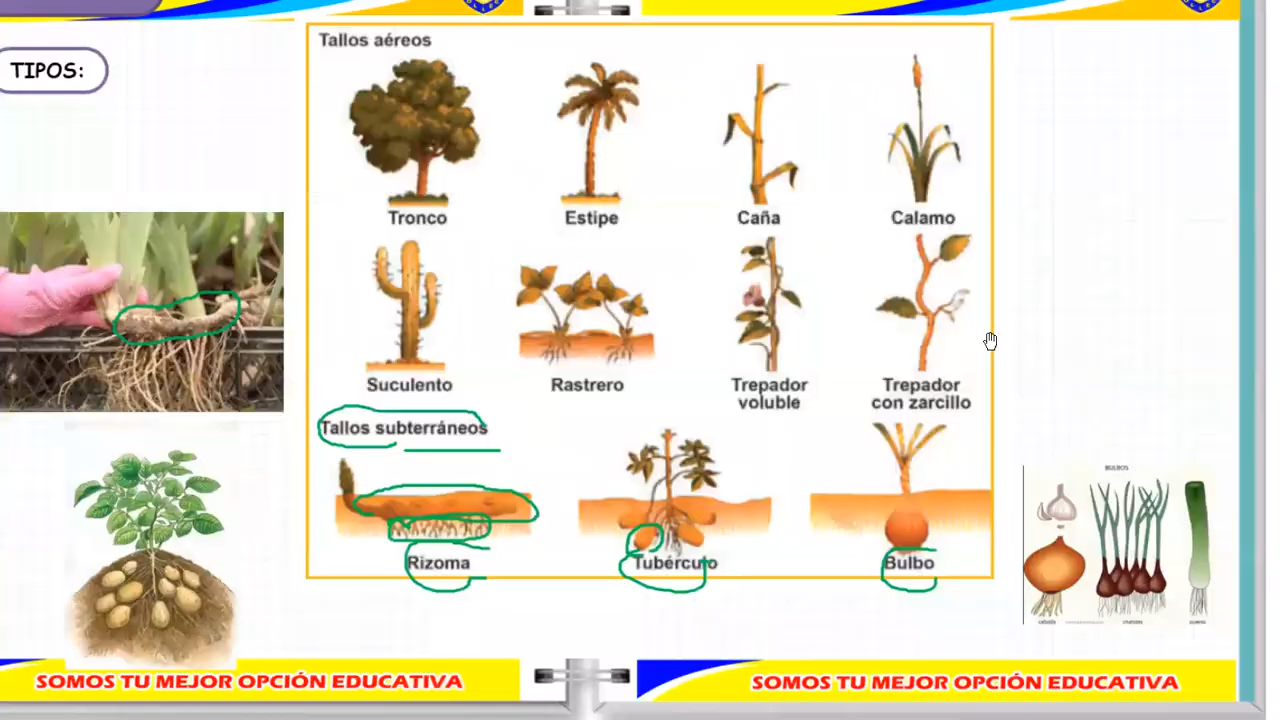 TIPOS:
Tallos aéreos
Tronco
Estipe
Caña
Calamo
Suculento
Rastrero
Trepador
voluble
Trepador
con zarcillo
Tallos subterráneos
Rizoma
Tubérculo
Bulbo
BULBOS
SOMOS TU MEJOR OPCIÓN EDUCATIVA
SOMOS TU MEJOR OPCIÓN EDUCATIVA